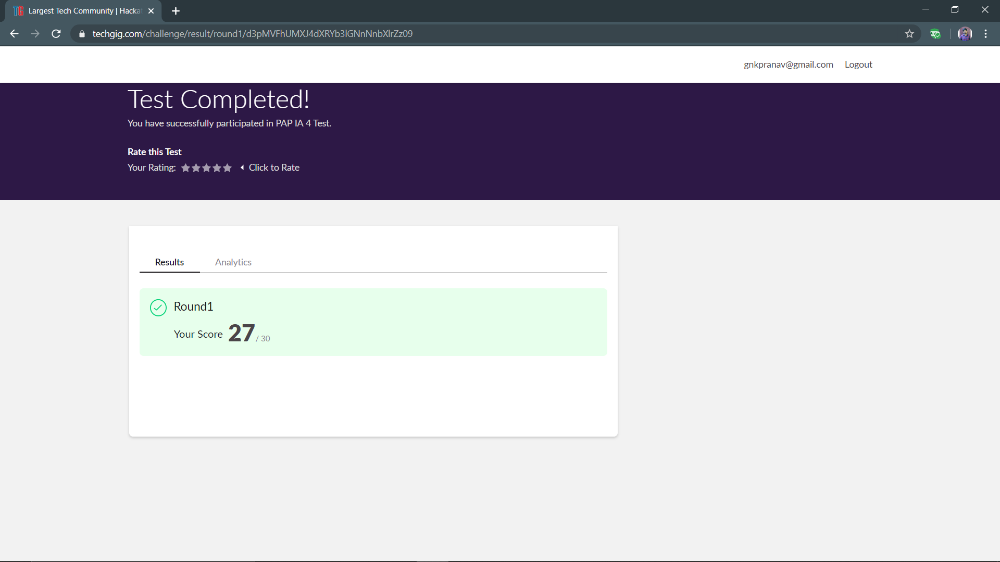 TG Largest Tech Community | Hacka
techgig.com/challenge/result/round1/d3pMVFhUMXJ4dXRYb3lGNnNnbXlrZz09
gnkpranav@gmail.com Logout
Test Completed!
You have successfully participated in PAP IA 4 Test.
Rate this Test
Your Rating: Click to Rate
Results Analytics
Round1
Your Score 27 / 30